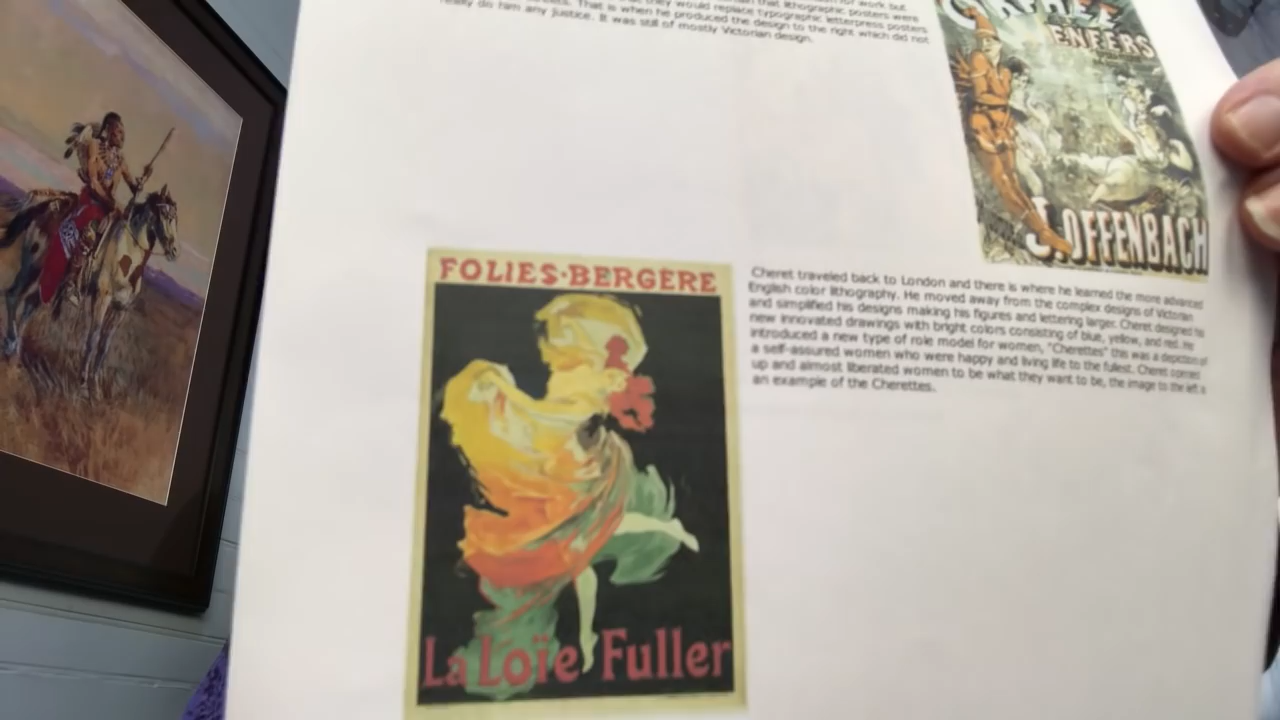 that lithographic posters were
they would replace typographic letterpress posters
That is when he produced the design to the right which did not
really do him any justice. It was still of mostly Victorian design.
ENFERS
J. OFFENBACH
FOLIES-BERGÈRE
La Loïe Fuller
Cheret traveled back to London and there is where he learned the more advanced
English color lithography. He moved away from the complex designs of Victorian
and simplified his designs making his figures and lettering larger. Cheret designed
new innovated drawings with bright colors consisting of blue, yellow, and red. He
introduced a new type of role model for women, "Cherettes" this was a depiction of
a self-assured women who were happy and living life to the fullest. Cheret opened
up and almost liberated women to be what they want to be, the image to the left is
an example of the Cherettes.